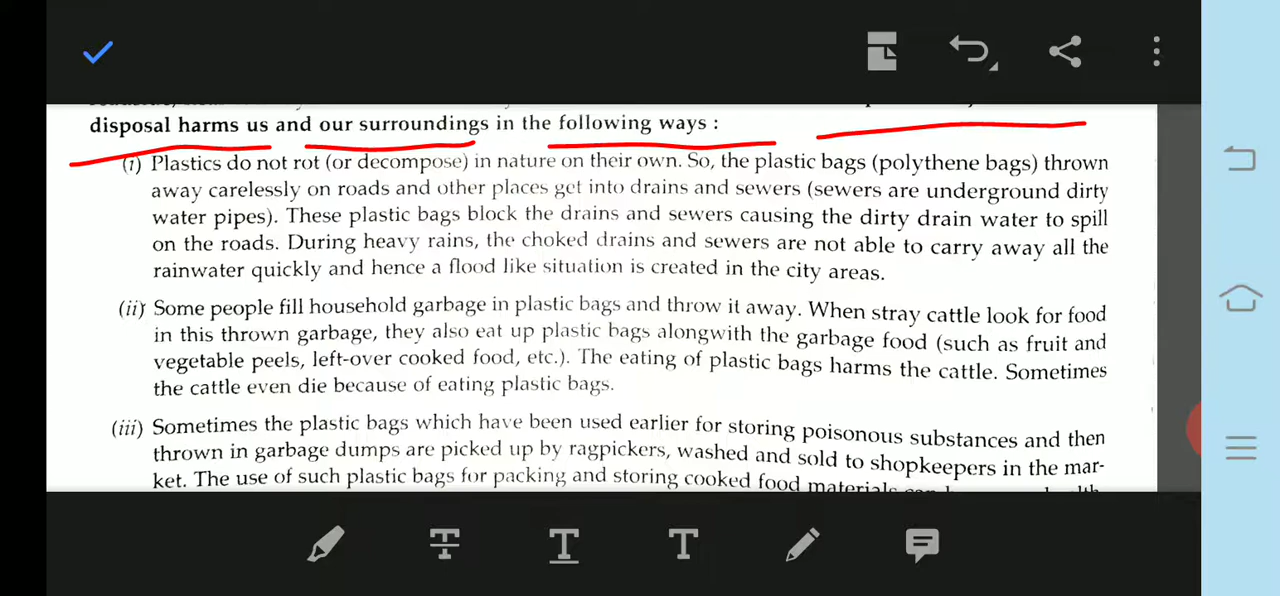 disposal harms us and our surroundings in the following ways :
(i) Plastics do not rot (or decompose) in nature on their own. So, the plastic bags (polythene bags) thrown
away carelessly on roads and other places get into drains and sewers (sewers are underground dirty
water pipes). These plastic bags block the drains and sewers causing the dirty drain water to spill
on the roads. During heavy rains, the choked drains and sewers are not able to carry away all the
rainwater quickly and hence a flood like situation is created in the city areas.
(ii) Some people fill household garbage in plastic bags and throw it away. When stray cattle look for food
in this thrown garbage, they also eat up plastic bags alongwith the garbage food (such as fruit and
vegetable peels, left-over cooked food, etc.). The eating of plastic bags harms the cattle. Sometimes
the cattle even die because of eating plastic bags.
(iii) Sometimes the plastic bags which have been used earlier for storing poisonous substances and then
thrown in garbage dumps are picked up by ragpickers, washed and sold to shopkeepers in the mar-
ket. The use of such plastic bags for packing and storing cooked food materials
T T T